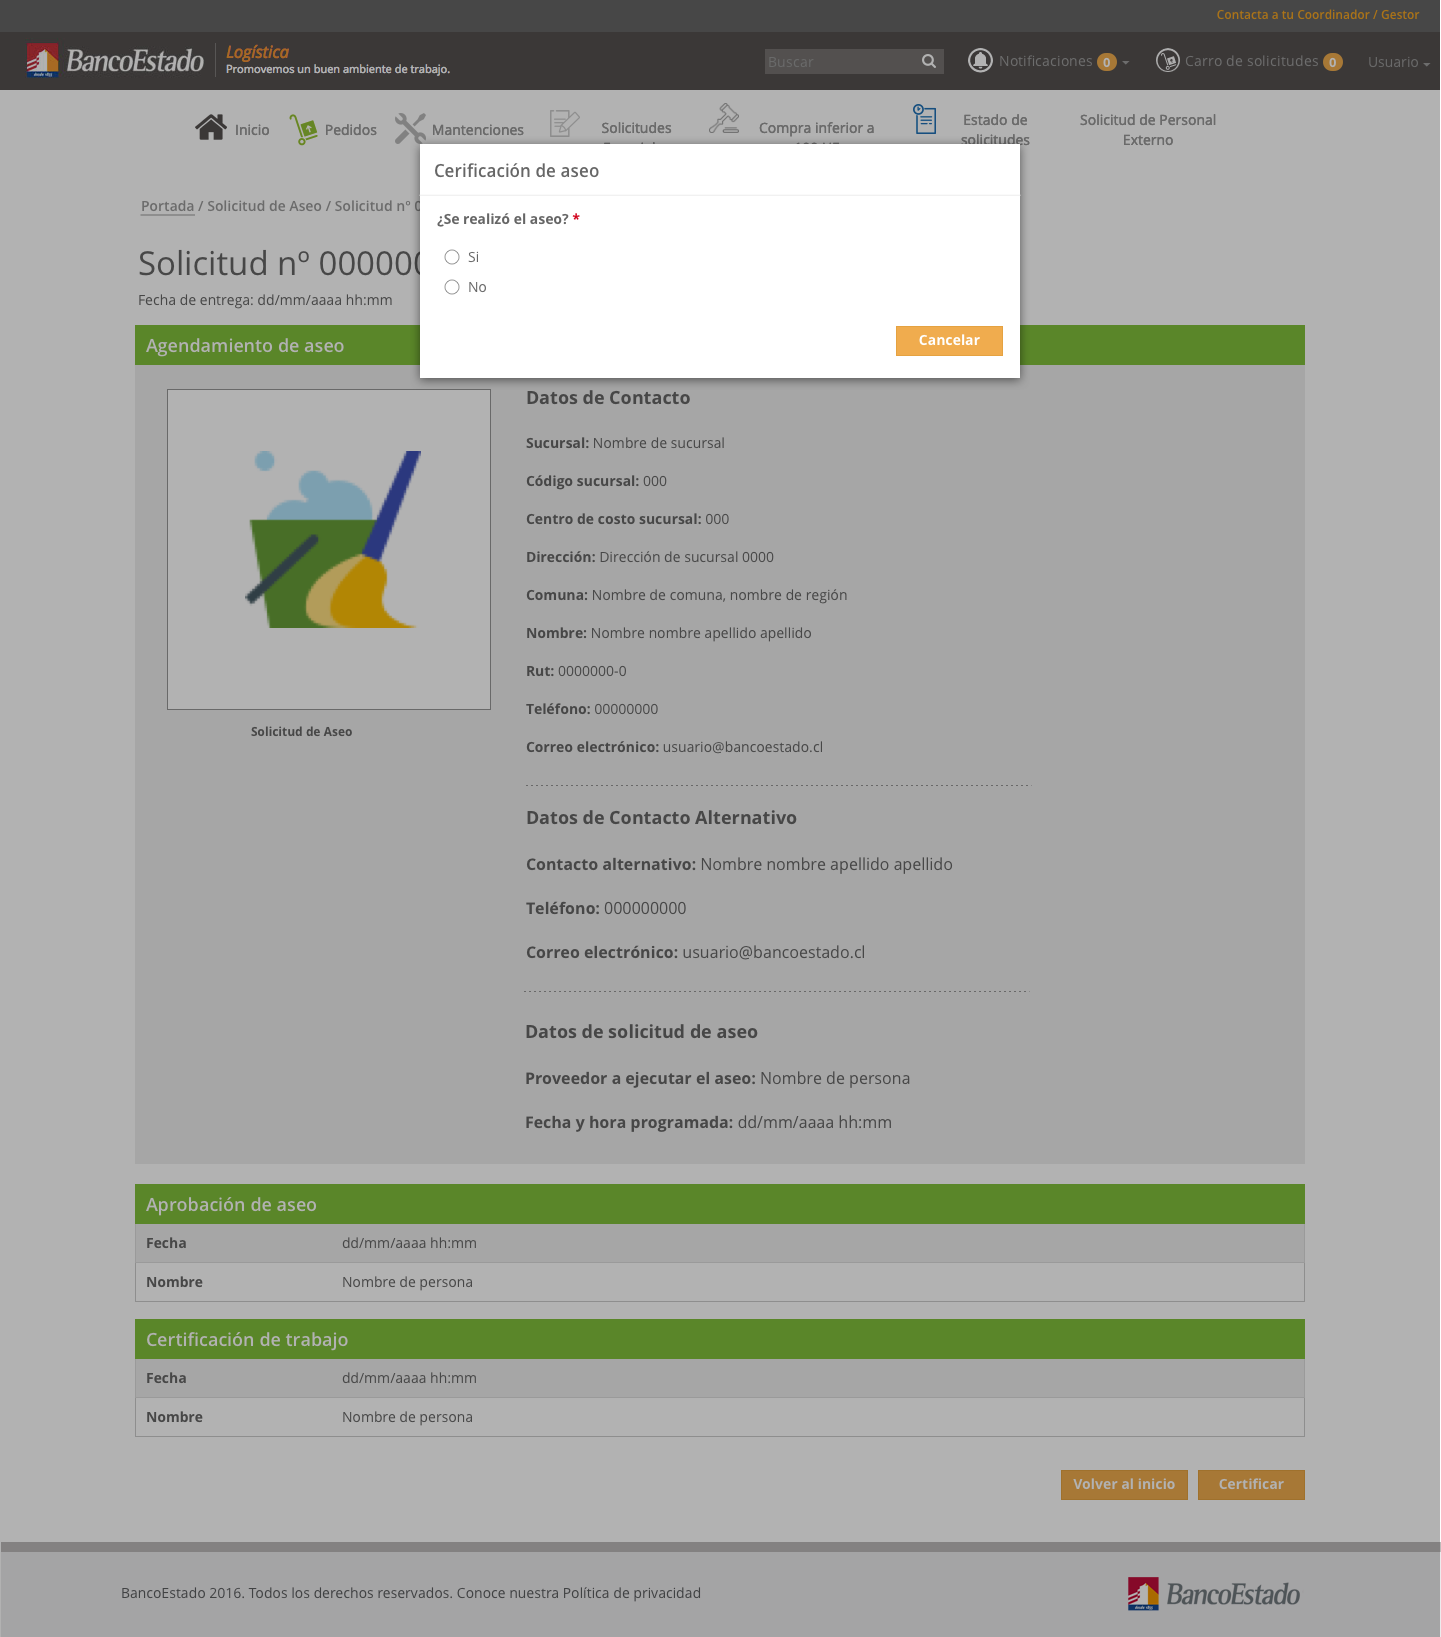 Contacta a tu Coordinador / Gestor
BancoEstado
desde 1855
Logística
Promovemos un buen ambiente de trabajo.
Buscar
Notificaciones 0
Carro de solicitudes 0
Usuario
Inicio
Pedidos
Mantenciones
Solicitudes
Compra inferior a
Estado de
solicitudes
Solicitud de Personal
Externo
Cerificación de aseo
¿Se realizó el aseo? *
Si
No
Cancelar
Portada / Solicitud de Aseo / Solicitud nº
Solicitud nº 000000
Fecha de entrega: dd/mm/aaaa hh:mm
Agendamiento de aseo
Solicitud de Aseo
Datos de Contacto
Sucursal: Nombre de sucursal
Código sucursal: 000
Centro de costo sucursal: 000
Dirección: Dirección de sucursal 0000
Comuna: Nombre de comuna, nombre de región
Nombre: Nombre nombre apellido apellido
Rut: 0000000-0
Teléfono: 00000000
Correo electrónico: usuario@bancoestado.cl
Datos de Contacto Alternativo
Contacto alternativo: Nombre nombre apellido apellido
Teléfono: 000000000
Correo electrónico: usuario@bancoestado.cl
Datos de solicitud de aseo
Proveedor a ejecutar el aseo: Nombre de persona
Fecha y hora programada: dd/mm/aaaa hh:mm
Aprobación de aseo
Fecha dd/mm/aaaa hh:mm
Nombre Nombre de persona
Certificación de trabajo
Fecha dd/mm/aaaa hh:mm
Nombre Nombre de persona
Volver al inicio
Certificar
BancoEstado 2016. Todos los derechos reservados. Conoce nuestra Política de privacidad
desde 1855
BancoEstado